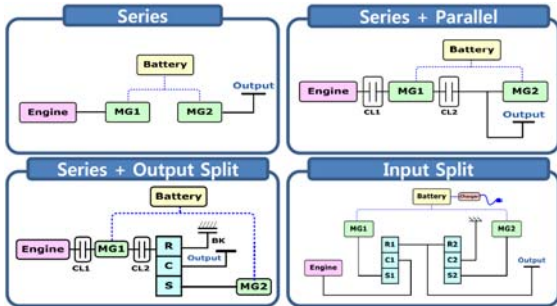 Series
Battery
Output
Engine
MG1
MG2
Series + Parallel
Battery
Engine
MG1
MG2
CL1
CL2
Output
Series + Output Split
Battery
R
BK
Engine
MG1
Output
C
CL1
CL2
S
MG2
Input Split
Battery
Charger
MG1
MG2
R1
R2
Engine
C1
C2
Output
S1
S2